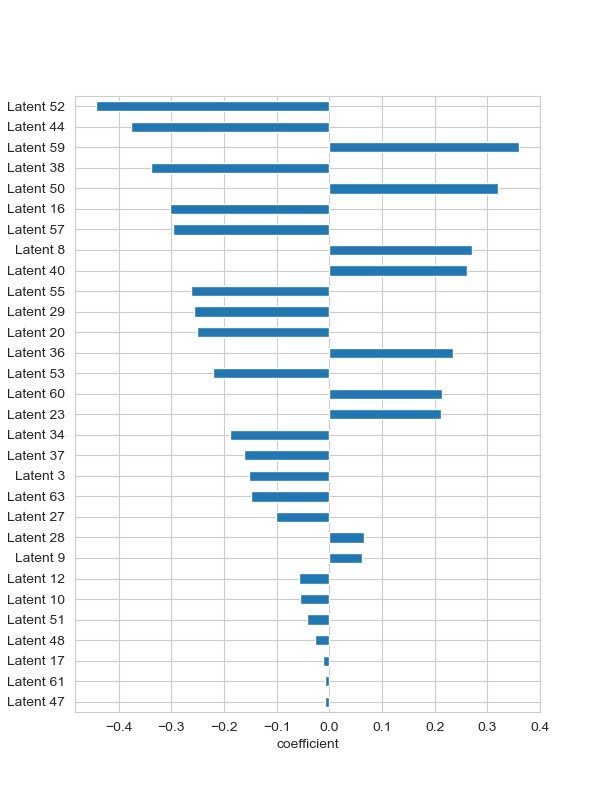 Latent 52
Latent 44
Latent 59
Latent 38
Latent 50
Latent 16
Latent 57
Latent 8
Latent 40
Latent 55
Latent 29
Latent 20
Latent 36
Latent 53
Latent 60
Latent 23
Latent 34
Latent 37
Latent 3
Latent 63
Latent 27
Latent 28
Latent 9
Latent 12
Latent 10
Latent 51
Latent 48
Latent 17
Latent 61
Latent 47
−0.4 −0.3 −0.2 −0.1 0.0 0.1 0.2 0.3 0.4
coefficient